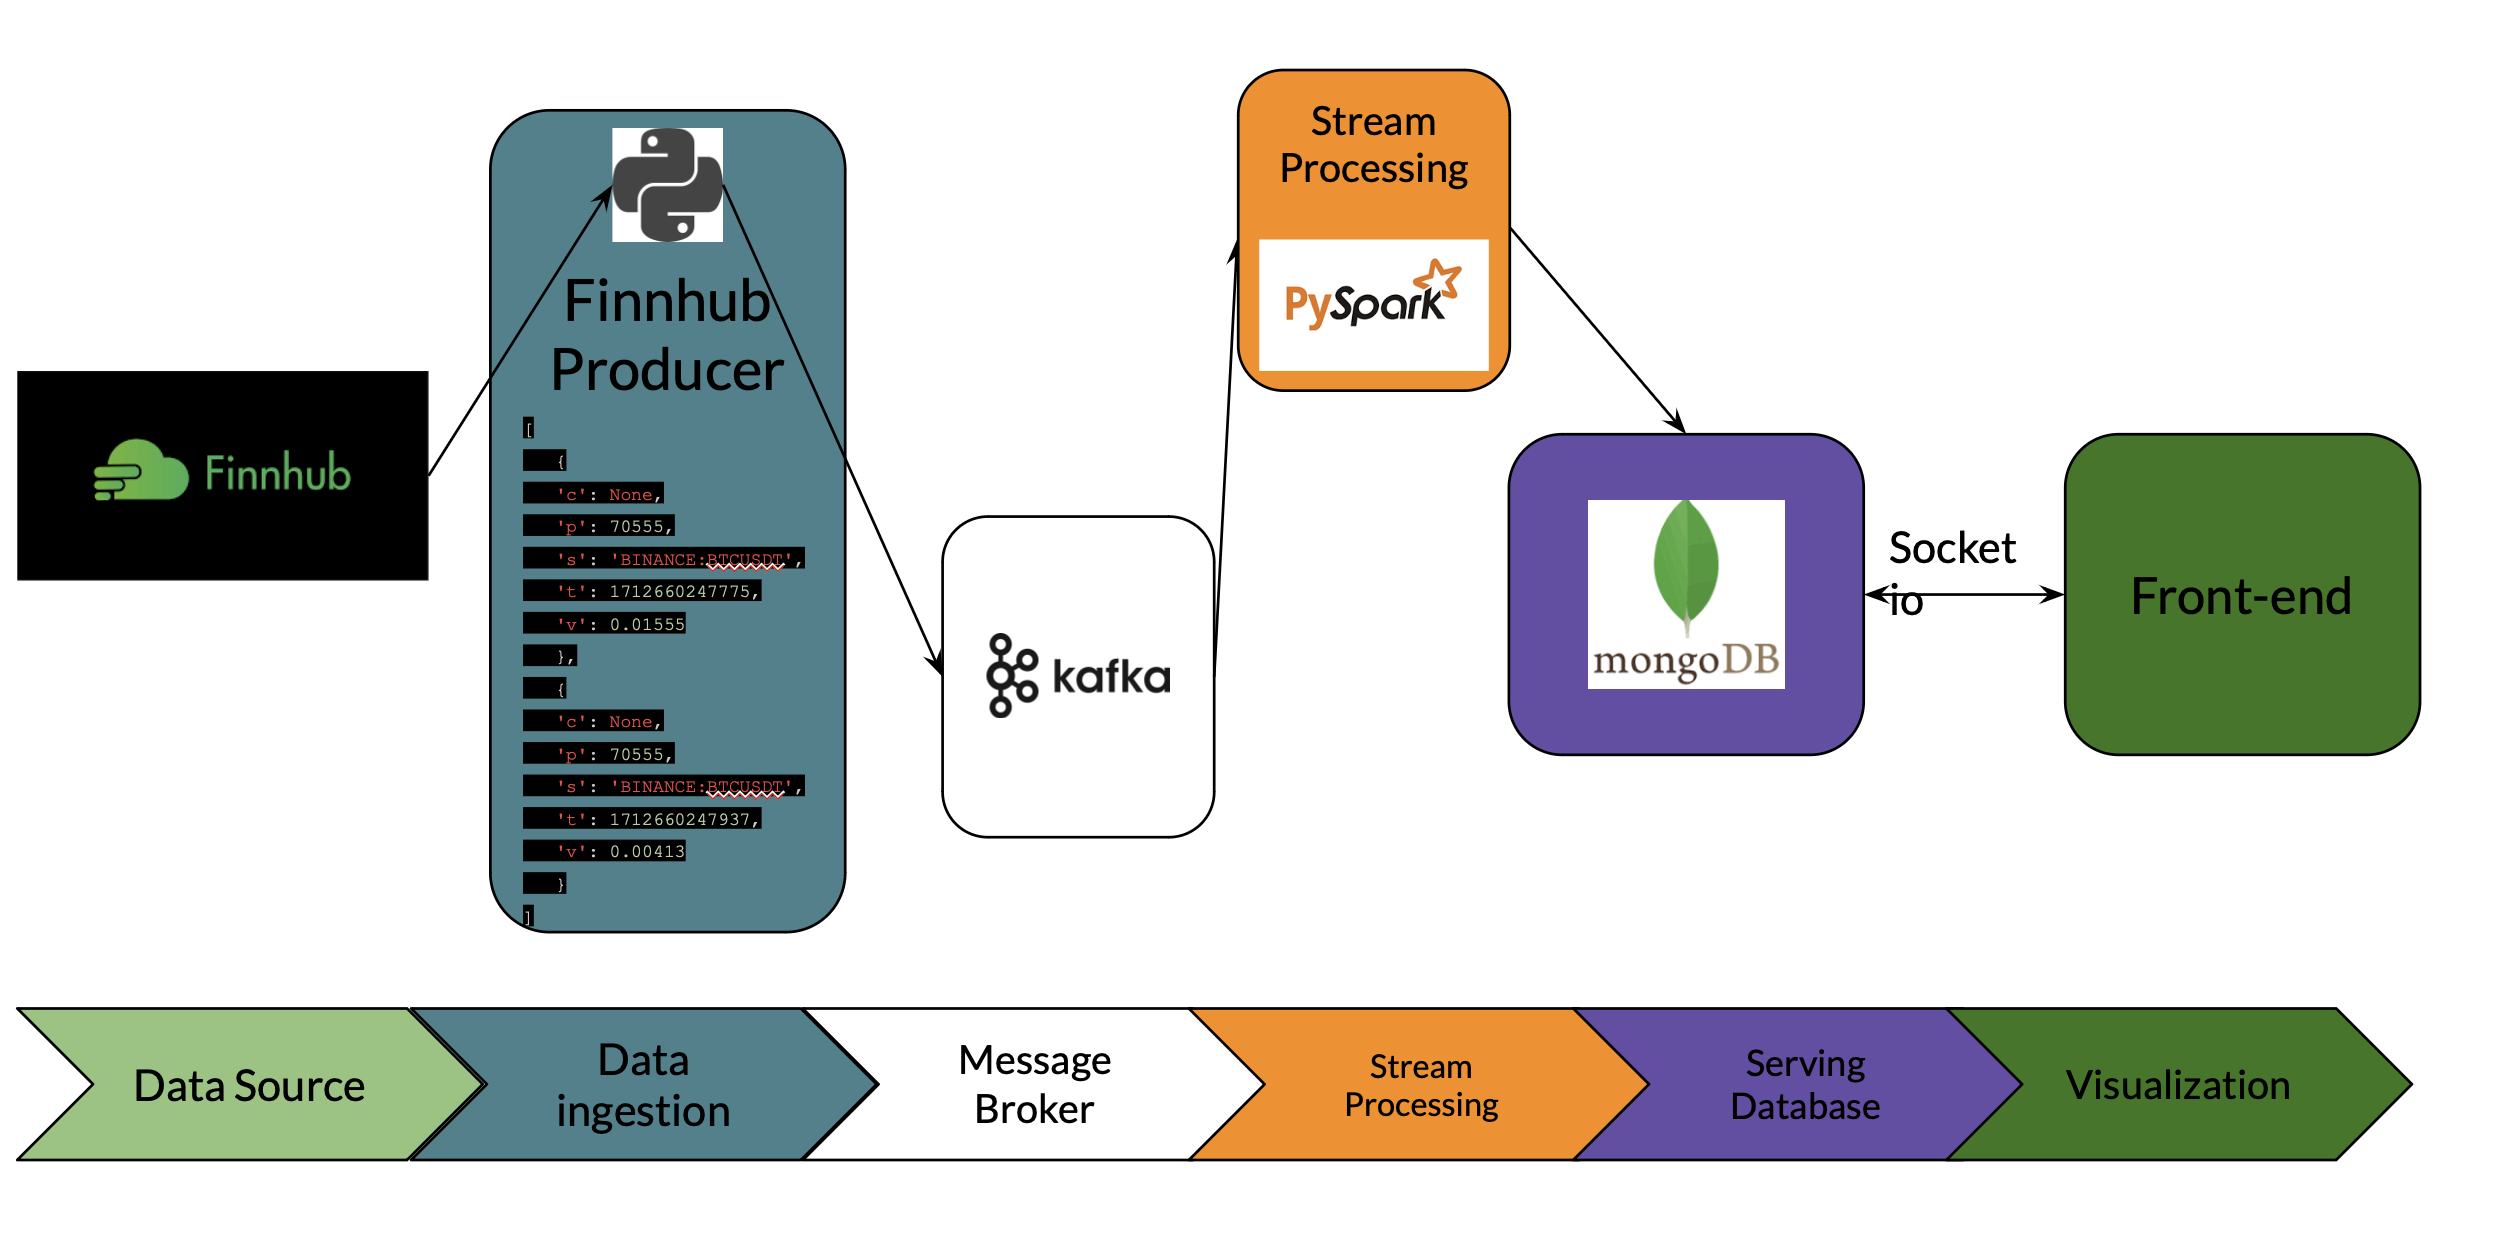 Finnhub
Finnhub
Producer
[
{
'c': None,
'p': 70555,
's': 'BINANCE:BTCUSDT',
't': 1712660247775,
'v': 0.01555
},
{
'c': None,
'p': 70555,
's': 'BINANCE:BTCUSDT',
't': 1712660247937,
'v': 0.00413
}
]
kafka
Stream
Processing
PySpark
mongoDB
Socket
io
Front-end
Data Source
Data
ingestion
Message
Broker
Stream
Processing
Serving
Database
Visualization